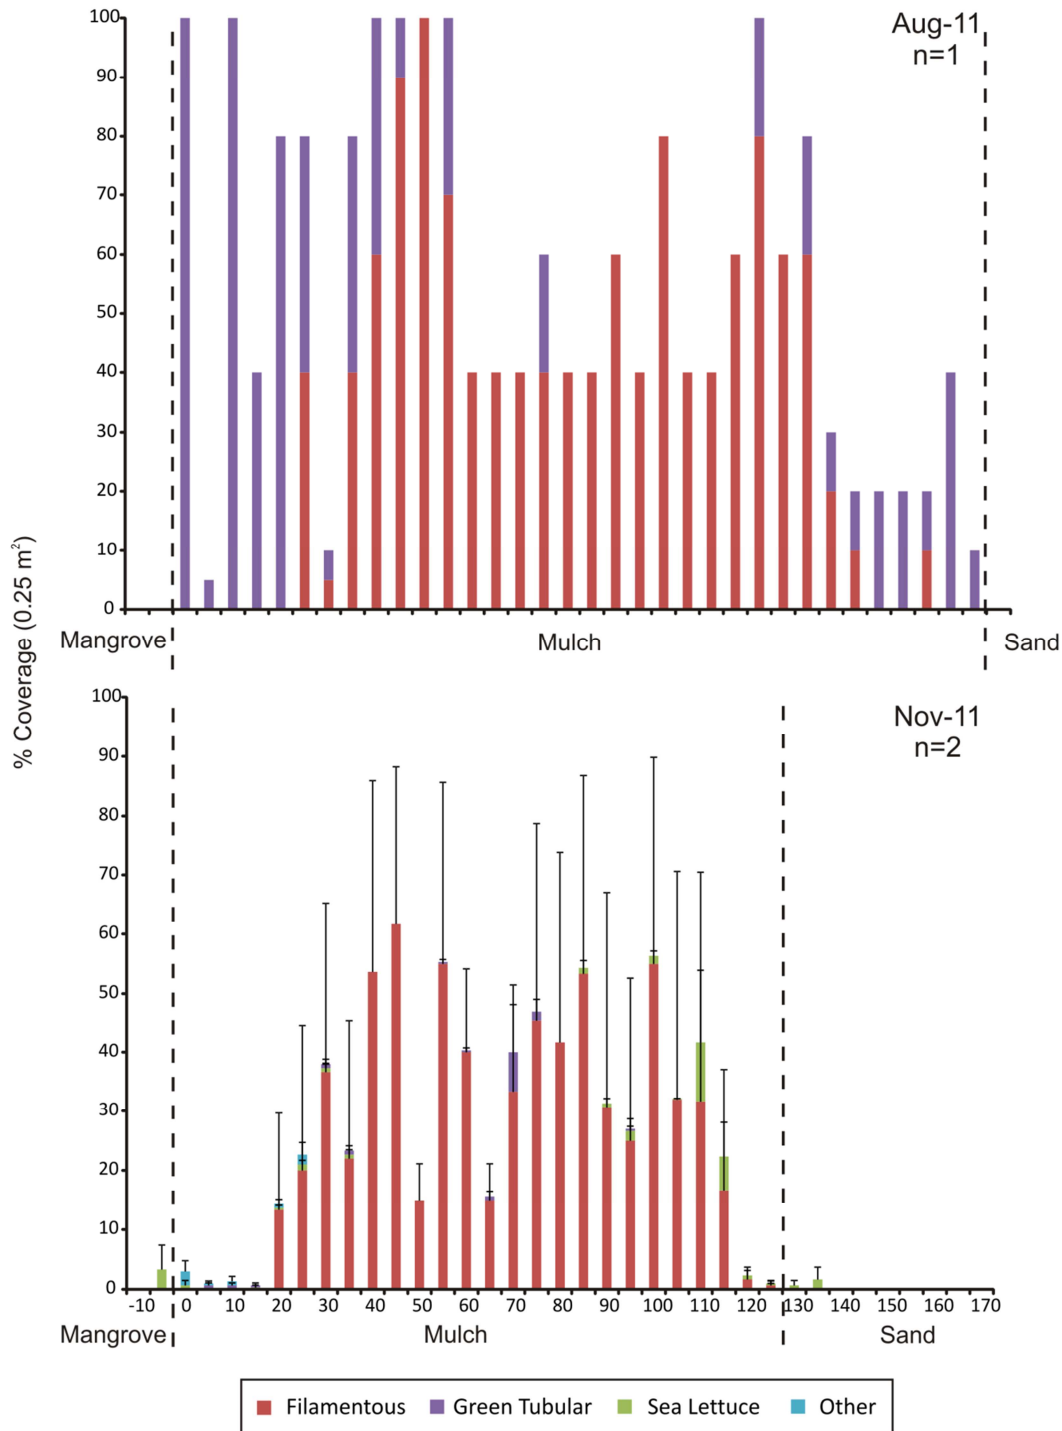 Aug-11
n=1
100
90
80
70
60
50
40
30
20
10
0
Mangrove Mulch Sand
% Coverage (0.25 m²)
Nov-11
n=2
100
90
80
70
60
50
40
30
20
10
0
-10 0 10 20 30 40 50 60 70 80 90 100 110 120 130 140 150 160 170
Mangrove Mulch Sand
Filamentous Green Tubular Sea Lettuce Other